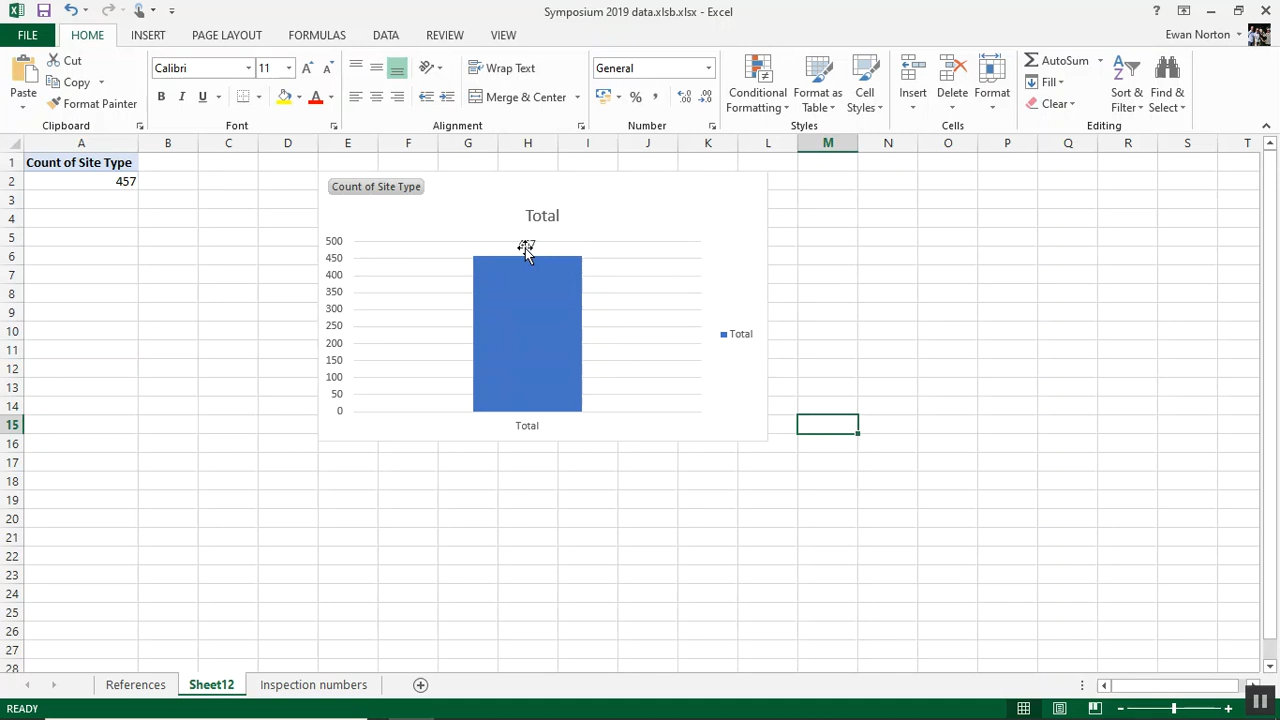 Symposium 2019 data.xlsb.xlsx - Excel
?
FILE HOME INSERT PAGE LAYOUT FORMULAS DATA REVIEW VIEW
Ewan Norton
Paste
Cut
Copy
Format Painter
Clipboard
Calibri 11
B I U
A A
A
Font
Wrap Text
Merge & Center
Alignment
General
% ,
Number
Conditional Formatting
Format as Table
Cell Styles
Styles
Insert
Delete
Format
Cells
AutoSum
Fill
Clear
Sort & Filter
Find & Select
Editing
A B C D E F G H I J K L M N O P Q R S T
1 Count of Site Type
2 457
3
4
5
6
7
8
9
10
11
12
13
14
15
16
17
18
19
20
21
22
23
24
25
26
27
28
Count of Site Type
Total
500
450
400
350
300
250
200
150
100
50
0
Total
Total
References Sheet12 Inspection numbers
READY